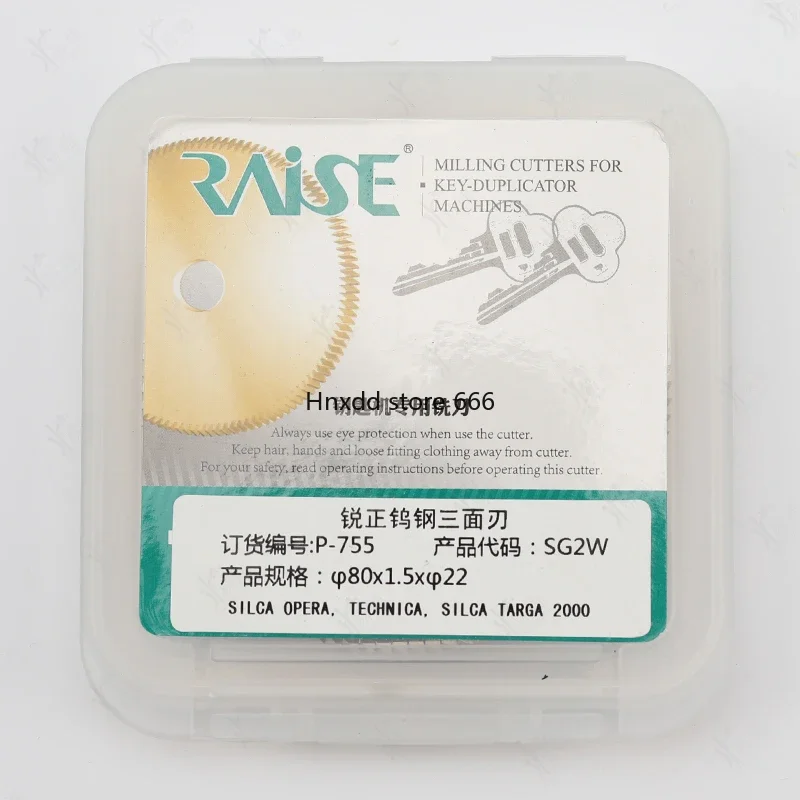 RAiSE®
MILLING CUTTERS FOR
KEY-DUPLICATOR
MACHINES
Hnxdd store 666
Always use eye protection when use the cutter.
Keep hair, hands and loose fitting clothing away from cutter.
For your safety, read operating instructions before operating this cutter.
锐正钨钢三面刃
订货编号:P-755 产品代码：SG2W
产品规格：φ80x1.5xφ22
SILCA OPERA, TECHNICA, SILCA TARGA 2000